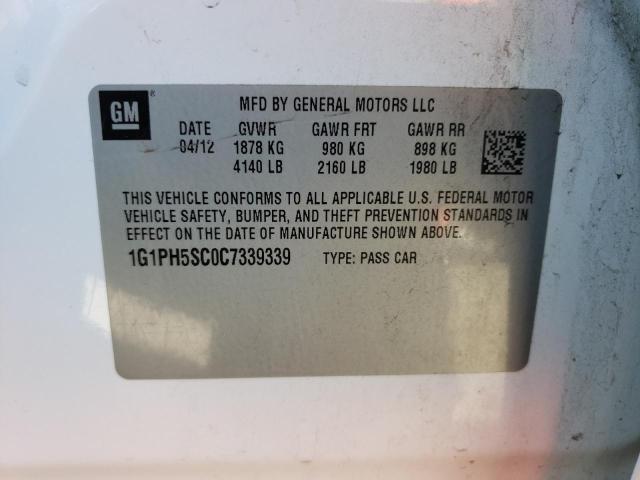 GM
®
MFD BY GENERAL MOTORS LLC
DATE GVWR GAWR FRT GAWR RR
04/12 1878 KG 980 KG 898 KG
4140 LB 2160 LB 1980 LB
THIS VEHICLE CONFORMS TO ALL APPLICABLE U.S. FEDERAL MOTOR
VEHICLE SAFETY, BUMPER, AND THEFT PREVENTION STANDARDS IN
EFFECT ON THE DATE OF MANUFACTURE SHOWN ABOVE.
1G1PH5SC0C7339339 TYPE: PASS CAR